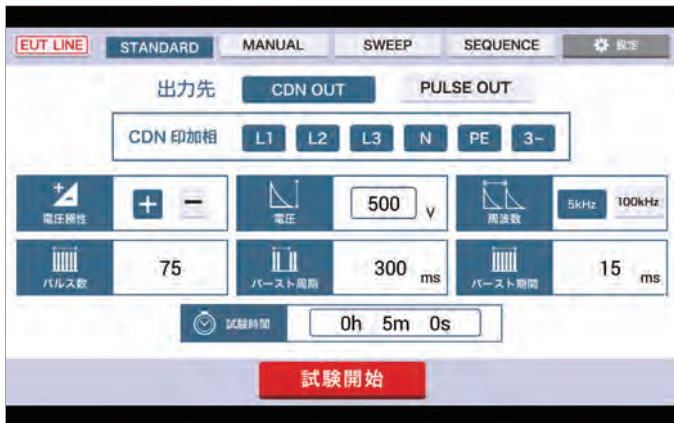 EUT LINE STANDARD MANUAL SWEEP SEQUENCE 設定
出力先 CDN OUT PULSE OUT
CDN 印加相 L1 L2 L3 N PE 3~
電圧極性 + − 電圧 500 V 周波数 5kHz 100kHz
パルス数 75 バースト周期 300 ms バースト期間 15 ms
試験時間 0h 5m 0s
試験開始